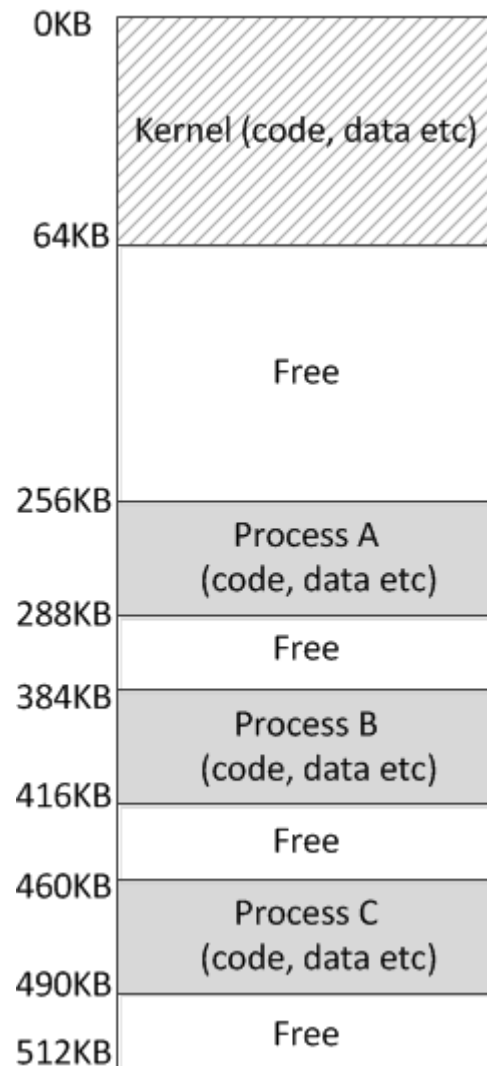 0KB
Kernel (code, data etc)
64KB
Free
256KB
Process A
(code, data etc)
288KB
Free
384KB
Process B
(code, data etc)
416KB
Free
460KB
Process C
(code, data etc)
490KB
Free
512KB